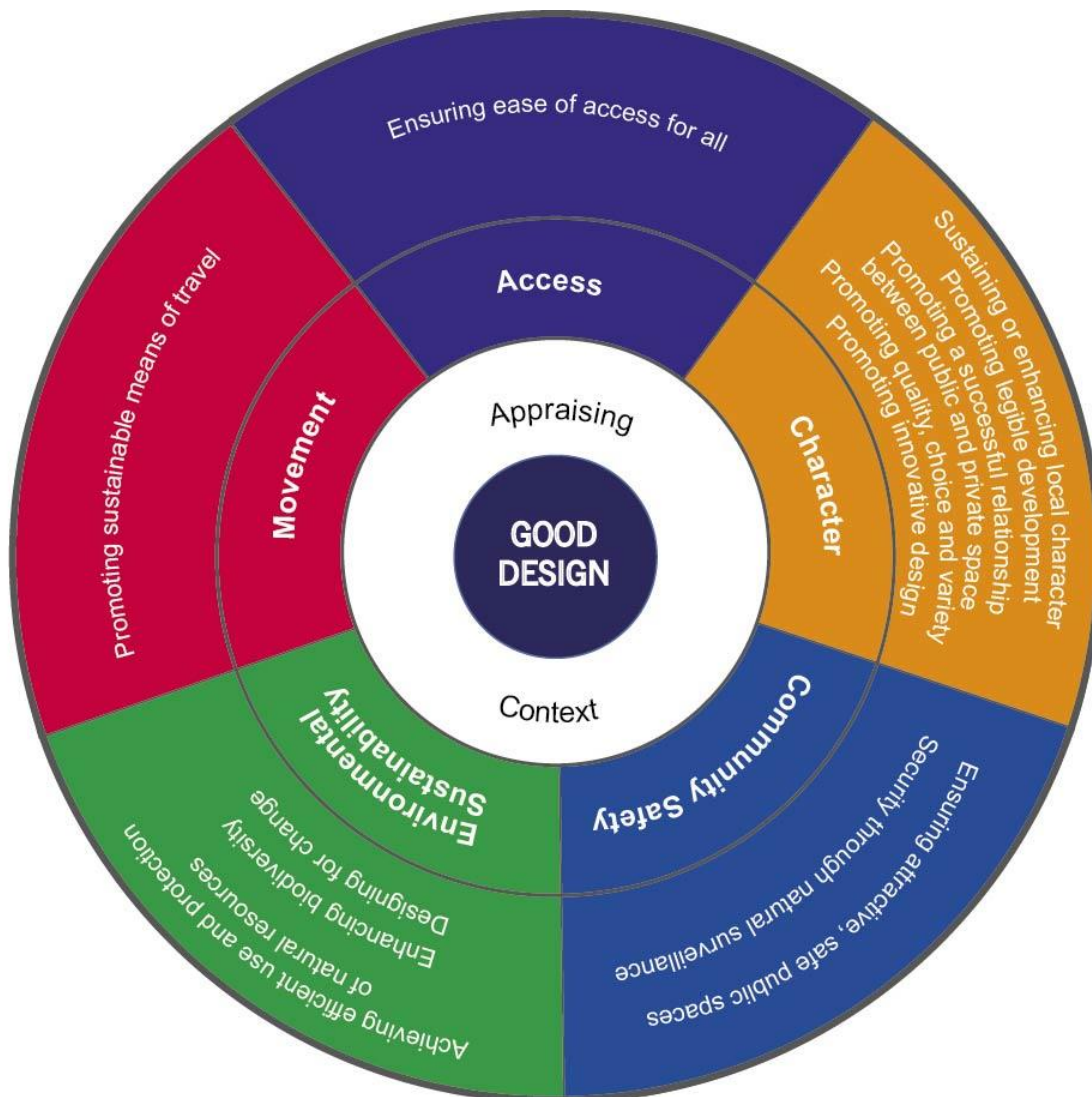 Ensuring ease of access for all
Access
Sustaining or enhancing local character
Promoting legible development
Promoting a successful relationship
between public and private space
Promoting quality, choice and variety
Promoting innovative design
Character
Community Safety
Ensuring attractive, safe public spaces
Security through natural surveillance
Environmental
Sustainability
Achieving efficient use and protection
of natural resources
Enhancing biodiversity
Designing for change
Promoting sustainable means of travel
Movement
Appraising
GOOD
DESIGN
Context